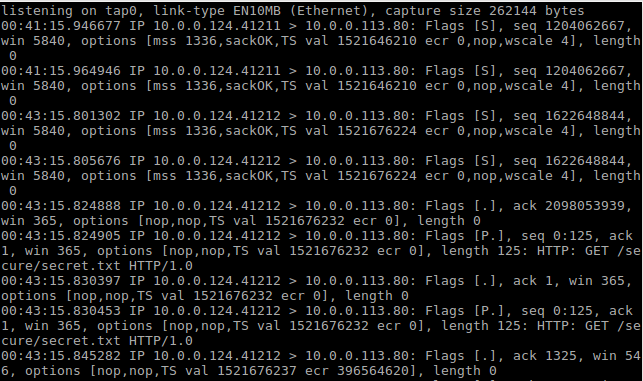 listening on tap0, link-type EN10MB (Ethernet), capture size 262144 bytes
00:41:15.946677 IP 10.0.0.124.41211 > 10.0.0.113.80: Flags [S], seq 1204062667,
win 5840, options [mss 1336,sackOK,TS val 1521646210 ecr 0,nop,wscale 4], length
 0
00:41:15.964946 IP 10.0.0.124.41211 > 10.0.0.113.80: Flags [S], seq 1204062667,
win 5840, options [mss 1336,sackOK,TS val 1521646210 ecr 0,nop,wscale 4], length
 0
00:43:15.801302 IP 10.0.0.124.41212 > 10.0.0.113.80: Flags [S], seq 1622648844,
win 5840, options [mss 1336,sackOK,TS val 1521676224 ecr 0,nop,wscale 4], length
 0
00:43:15.805676 IP 10.0.0.124.41212 > 10.0.0.113.80: Flags [S], seq 1622648844,
win 5840, options [mss 1336,sackOK,TS val 1521676224 ecr 0,nop,wscale 4], length
 0
00:43:15.824888 IP 10.0.0.124.41212 > 10.0.0.113.80: Flags [.], ack 2098053939,
win 365, options [nop,nop,TS val 1521676232 ecr 0], length 0
00:43:15.824905 IP 10.0.0.124.41212 > 10.0.0.113.80: Flags [P.], seq 0:125, ack
1, win 365, options [nop,nop,TS val 1521676232 ecr 0], length 125: HTTP: GET /se
cure/secret.txt HTTP/1.0
00:43:15.830397 IP 10.0.0.124.41212 > 10.0.0.113.80: Flags [.], ack 1, win 365,
options [nop,nop,TS val 1521676232 ecr 0], length 0
00:43:15.830453 IP 10.0.0.124.41212 > 10.0.0.113.80: Flags [P.], seq 0:125, ack
1, win 365, options [nop,nop,TS val 1521676232 ecr 0], length 125: HTTP: GET /se
cure/secret.txt HTTP/1.0
00:43:15.845282 IP 10.0.0.124.41212 > 10.0.0.113.80: Flags [.], ack 1325, win 54
6, options [nop,nop,TS val 1521676237 ecr 396564620], length 0